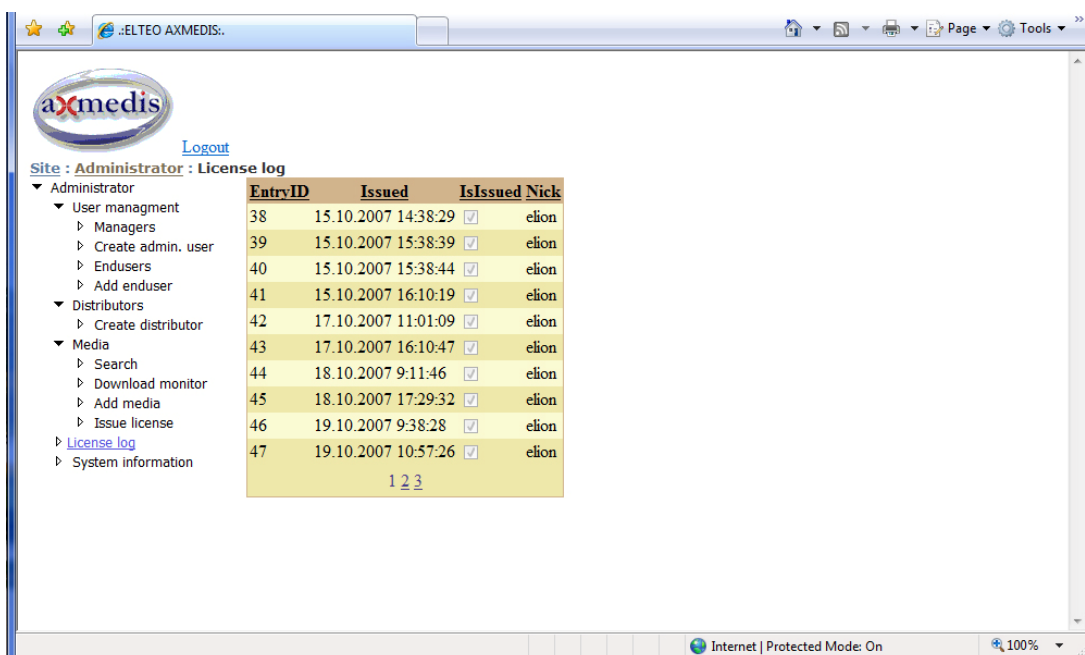 .:ELTEO AXMEDIS:.
Page Tools »
axmedis
Logout
Site : Administrator : License log
Administrator
User managment
Managers
Create admin. user
Endusers
Add enduser
Distributors
Create distributor
Media
Search
Download monitor
Add media
Issue license
License log
System information
EntryID Issued IsIssued Nick
38 15.10.2007 14:38:29 elion
39 15.10.2007 15:38:39 elion
40 15.10.2007 15:38:44 elion
41 15.10.2007 16:10:19 elion
42 17.10.2007 11:01:09 elion
43 17.10.2007 16:10:47 elion
44 18.10.2007 9:11:46 elion
45 18.10.2007 17:29:32 elion
46 19.10.2007 9:38:28 elion
47 19.10.2007 10:57:26 elion
1 2 3
Internet | Protected Mode: On 100%